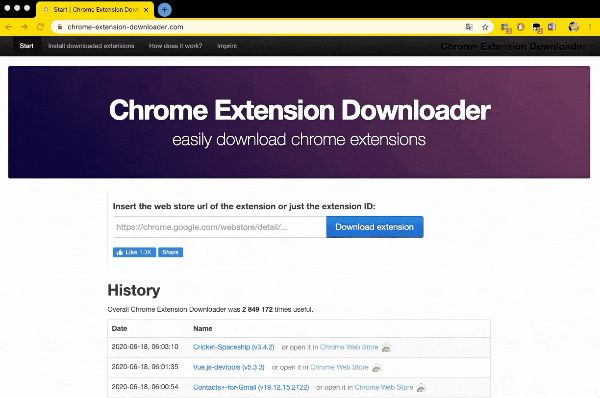 Start | Chrome Extension Dow
chrome-extension-downloader.com
Start Install downloaded extensions How does it work? Imprint Chrome Extension Downloader
Chrome Extension Downloader
easily download chrome extensions
Insert the web store url of the extension or just the extension ID:
https://chrome.google.com/webstore/detail/... Download extension
Like 1.3K Share
History
Overall Chrome Extension Downloader was 2 849 172 times useful.
Date Name
2020-06-18, 06:03:10 Cricket-Spaceship (v3.4.2) or open it in Chrome Web Store
2020-06-18, 06:01:35 Vue.js-devtools (v5.3.3) or open it in Chrome Web Store
2020-06-18, 06:00:54 Contacts+-for-Gmail (v19.12.15.2122) or open it in Chrome Web Store